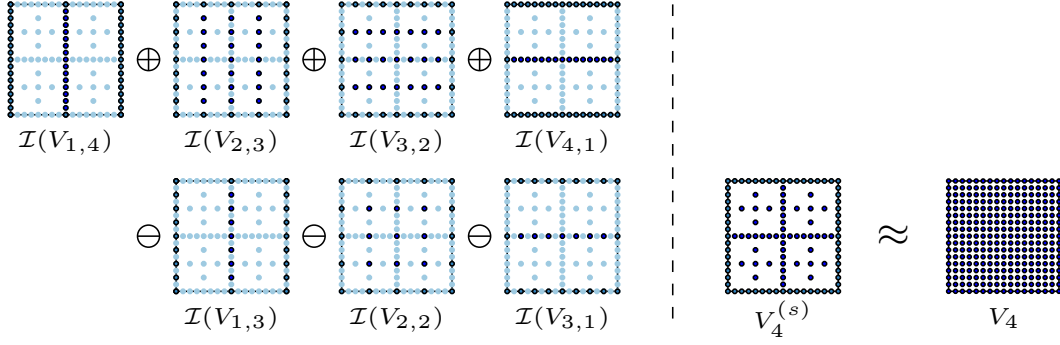 ⊕ ⊕ ⊕
I(V_{1,4}) I(V_{2,3}) I(V_{3,2}) I(V_{4,1})
⊖ ⊖ ⊖ ≈
I(V_{1,3}) I(V_{2,2}) I(V_{3,1}) V_4^{(s)} V_4